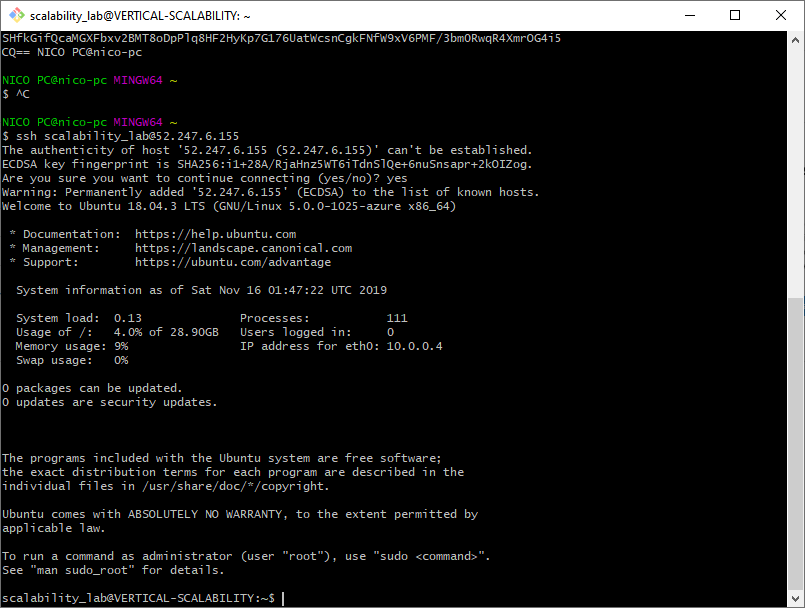 scalability_lab@VERTICAL-SCALABILITY: ~
SHfkGifQcaMGXFbxv2BMT8oDpPlq8HF2HyKp7G176UatWcsnCgkFNfW9xV6PMF/3bmORwqR4XmrOG4i5
CQ== NICO PC@nico-pc
NICO PC@nico-pc MINGW64 ~
$ ^C
NICO PC@nico-pc MINGW64 ~
$ ssh scalability_lab@52.247.6.155
The authenticity of host '52.247.6.155 (52.247.6.155)' can't be established.
ECDSA key fingerprint is SHA256:i1+28A/RjaHnz5WT6iTdnSlQe+6nuSnsapr+2kOIZog.
Are you sure you want to continue connecting (yes/no)? yes
Warning: Permanently added '52.247.6.155' (ECDSA) to the list of known hosts.
Welcome to Ubuntu 18.04.3 LTS (GNU/Linux 5.0.0-1025-azure x86_64)
* Documentation:  https://help.ubuntu.com
* Management:     https://landscape.canonical.com
* Support:        https://ubuntu.com/advantage
System information as of Sat Nov 16 01:47:22 UTC 2019
System load:  0.13              Processes:           111
Usage of /:   4.0% of 28.90GB   Users logged in:     0
Memory usage: 9%                IP address for eth0: 10.0.0.4
Swap usage:   0%
0 packages can be updated.
0 updates are security updates.
The programs included with the Ubuntu system are free software;
the exact distribution terms for each program are described in the
individual files in /usr/share/doc/*/copyright.
Ubuntu comes with ABSOLUTELY NO WARRANTY, to the extent permitted by
applicable law.
To run a command as administrator (user "root"), use "sudo <command>".
See "man sudo_root" for details.
scalability_lab@VERTICAL-SCALABILITY:~$